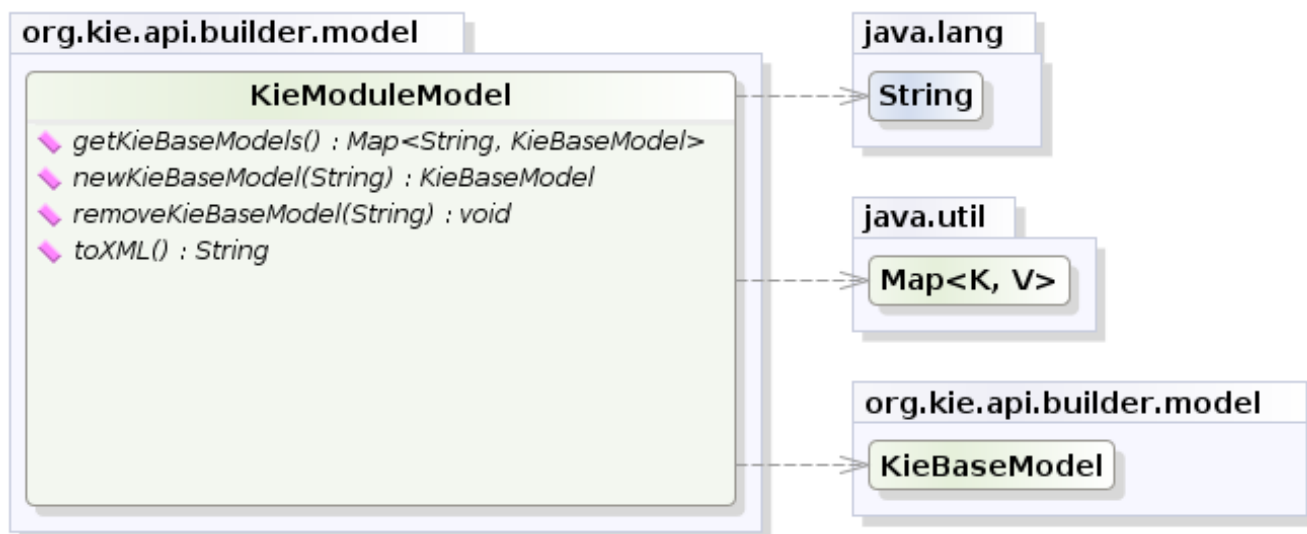 org.kie.api.builder.model
KieModuleModel
getKieBaseModels() : Map<String, KieBaseModel>
newKieBaseModel(String) : KieBaseModel
removeKieBaseModel(String) : void
toXML() : String
java.lang
String
java.util
Map<K, V>
org.kie.api.builder.model
KieBaseModel